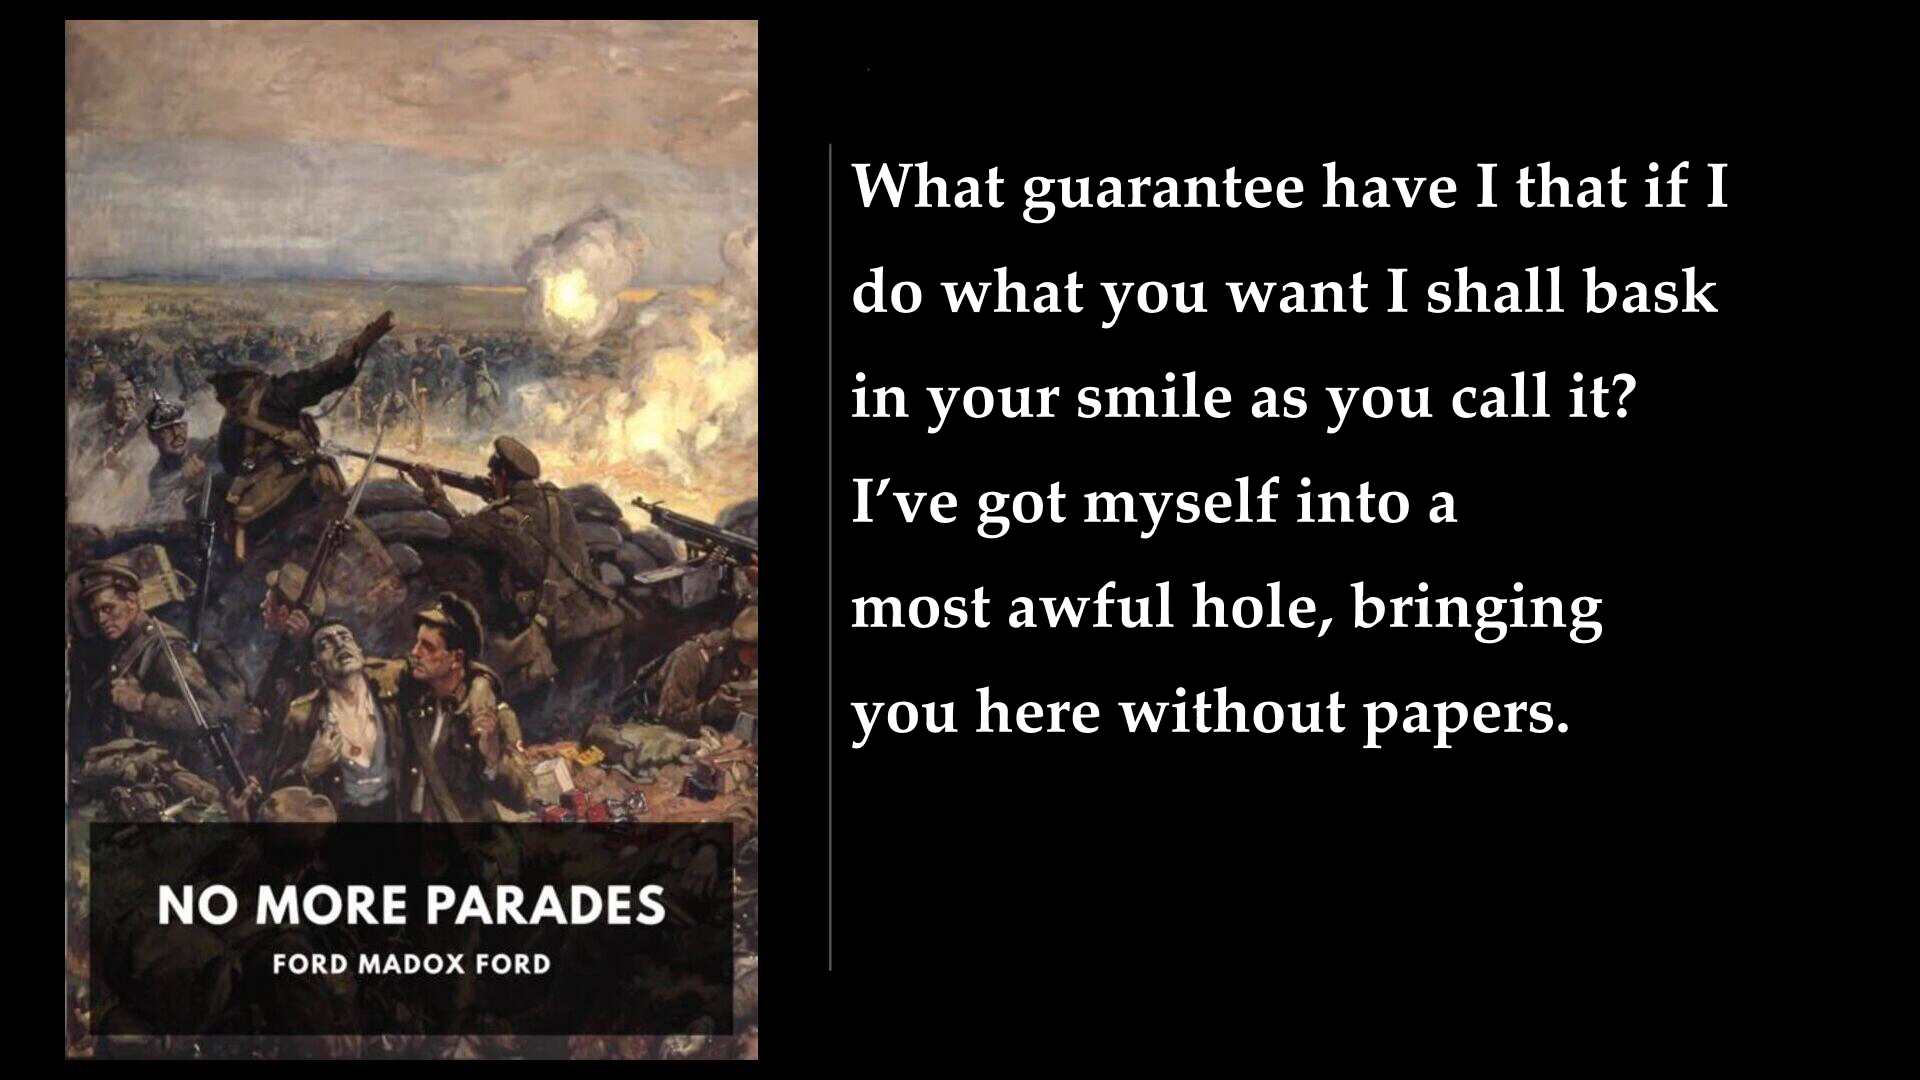 NO MORE PARADES
FORD MADOX FORD
What guarantee have I that if I
do what you want I shall bask
in your smile as you call it?
I’ve got myself into a
most awful hole, bringing
you here without papers.